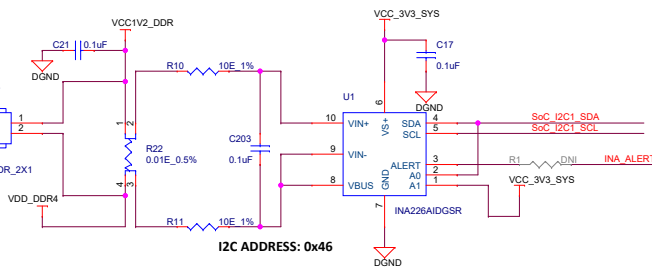 VCC1V2_DDR
VCC_3V3_SYS
C21
0.1uF
DGND
C17
0.1uF
DGND
R10
10E_1%
U1
1
2
1
2
R22
0.01E_0.5%
4
3
C203
0.1uF
10
VIN+
9
VIN-
8
VBUS
6
VS+
GND
7
SDA
4
SoC_I2C1_SDA
SCL
5
SoC_I2C1_SCL
ALERT
3
R1
DNI
INA_ALERT
A0
2
A1
1
VCC_3V3_SYS
INA226AIDGSR
DR_2X1
VDD_DDR4
R11
10E_1%
I2C ADDRESS: 0x46
DGND